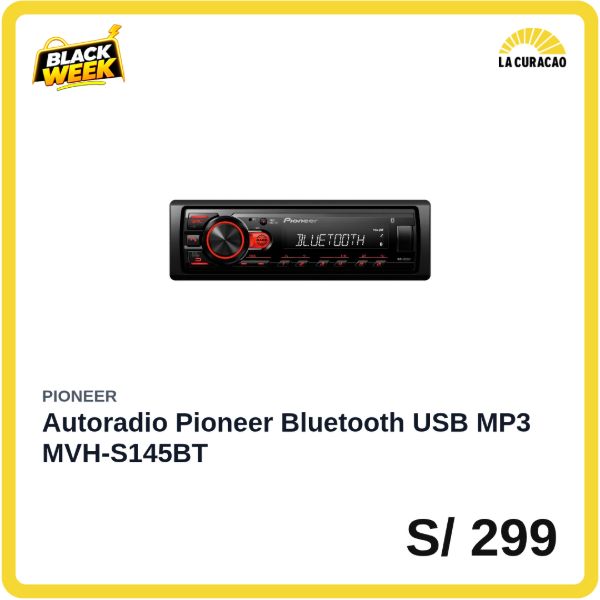 BLACK
WEEK
LA CURACAO
Pioneer
BLUETOOTH
PIONEER
Autoradio Pioneer Bluetooth USB MP3
MVH-S145BT
S/ 299